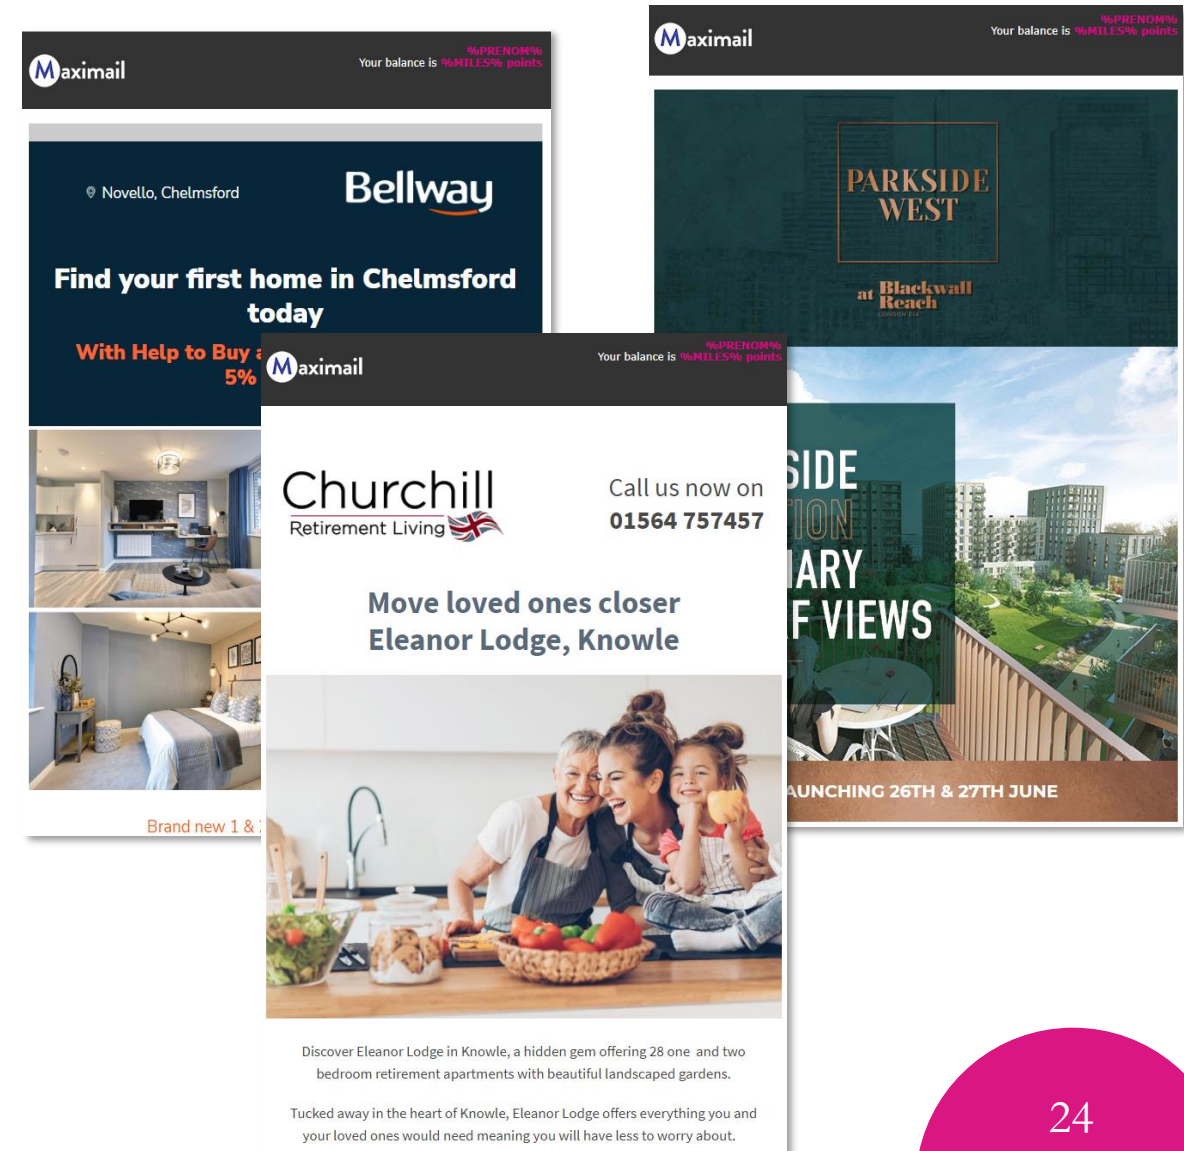 Maximail
%PRENOM%
Your balance is %MILES% points
Novello, Chelmsford
Bellway
Find your first home in Chelmsford
today
With Help to Buy
5%
Brand new 1 &
Maximail
%PRENOM%
Your balance is %MILES% points
PARKSIDE
WEST
at Blackwall
Reach
LONDON E14
SIDE
ION
ARY
F VIEWS
AUNCHING 26TH & 27TH JUNE
Maximail
%PRENOM%
Your balance is %MILES% points
Churchill
Retirement Living
Call us now on
01564 757457
Move loved ones closer
Eleanor Lodge, Knowle
Discover Eleanor Lodge in Knowle, a hidden gem offering 28 one and two
bedroom retirement apartments with beautiful landscaped gardens.
Tucked away in the heart of Knowle, Eleanor Lodge offers everything you and
your loved ones would need meaning you will have less to worry about.
24